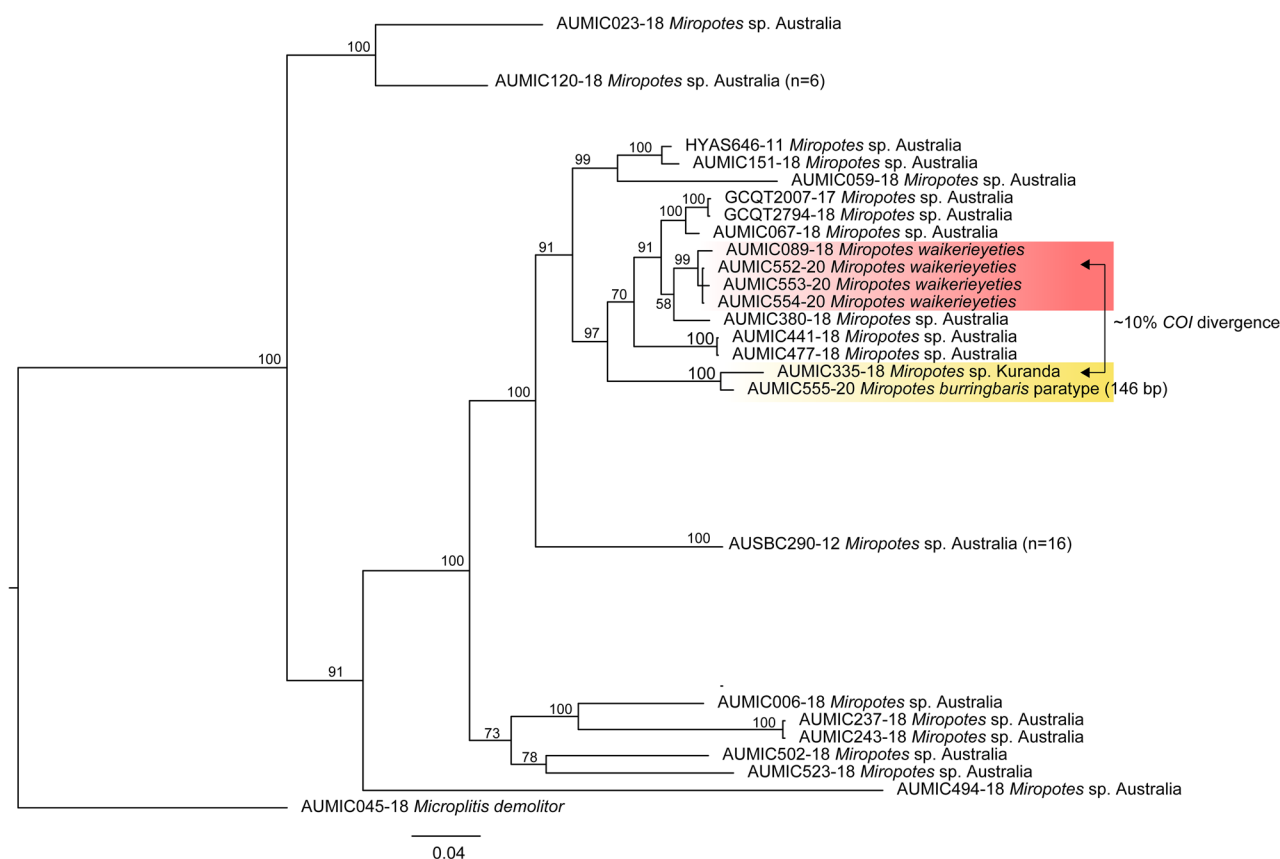 AUMIC023-18 Miropotes sp. Australia
100
AUMIC120-18 Miropotes sp. Australia (n=6)
HYAS646-11 Miropotes sp. Australia
100
AUMIC151-18 Miropotes sp. Australia
99
AUMIC059-18 Miropotes sp. Australia
GCQT2007-17 Miropotes sp. Australia
100
GCQT2794-18 Miropotes sp. Australia
100
AUMIC067-18 Miropotes sp. Australia
91
91
AUMIC089-18 Miropotes waikerieyeties
99
AUMIC552-20 Miropotes waikerieyeties
AUMIC553-20 Miropotes waikerieyeties
70
58
AUMIC554-20 Miropotes waikerieyeties
AUMIC380-18 Miropotes sp. Australia
~10% COI divergence
97
100
AUMIC441-18 Miropotes sp. Australia
AUMIC477-18 Miropotes sp. Australia
100
100
AUMIC335-18 Miropotes sp. Kuranda
AUMIC555-20 Miropotes burringbaris paratype (146 bp)
100
100
AUSBC290-12 Miropotes sp. Australia (n=16)
100
91
AUMIC006-18 Miropotes sp. Australia
100
AUMIC237-18 Miropotes sp. Australia
100
73
AUMIC243-18 Miropotes sp. Australia
78
AUMIC502-18 Miropotes sp. Australia
AUMIC523-18 Miropotes sp. Australia
AUMIC494-18 Miropotes sp. Australia
AUMIC045-18 Microplitis demolitor
0.04